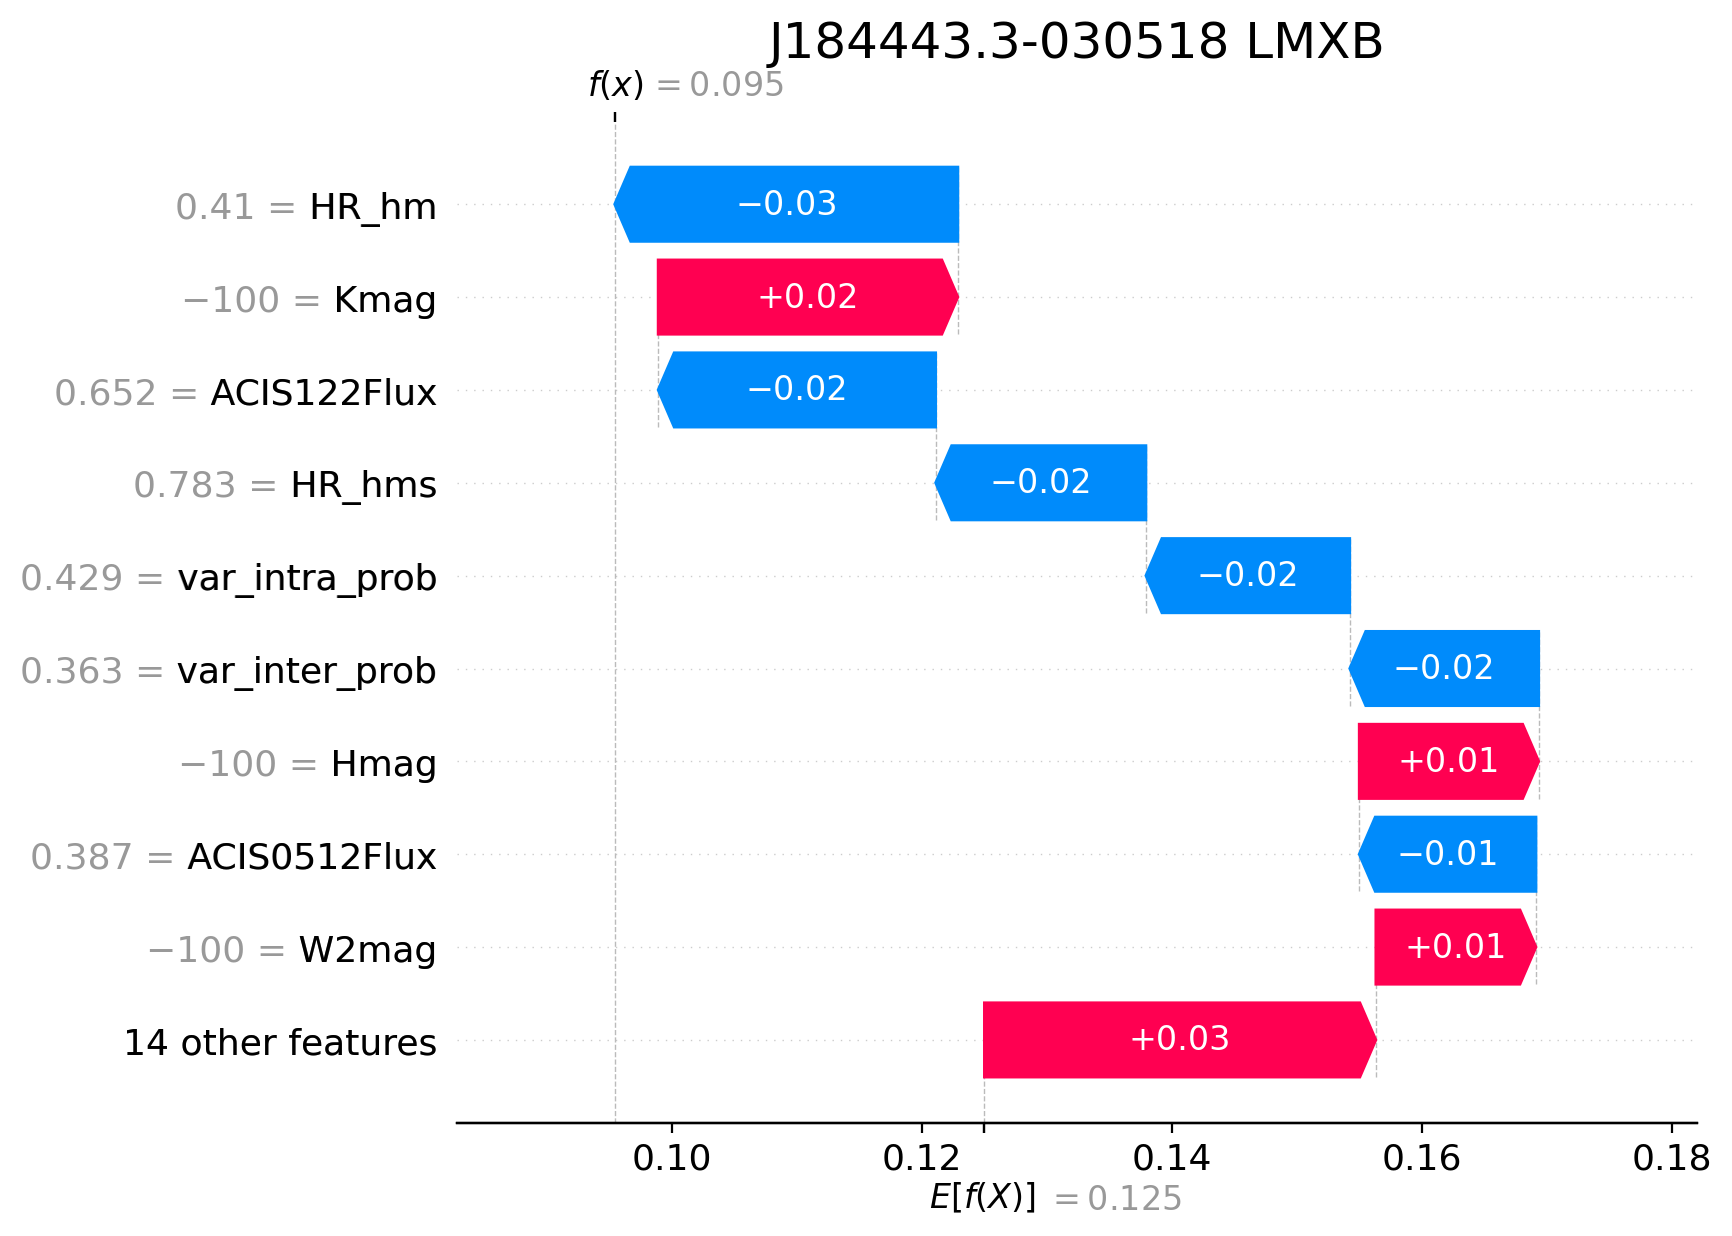 J184443.3-030518 LMXB
f(x) = 0.095
0.41 = HR_hm
−0.03
−100 = Kmag
+0.02
0.652 = ACIS122Flux
−0.02
0.783 = HR_hms
−0.02
0.429 = var_intra_prob
−0.02
0.363 = var_inter_prob
−0.02
−100 = Hmag
+0.01
0.387 = ACIS0512Flux
−0.01
−100 = W2mag
+0.01
14 other features
+0.03
0.10 0.12 0.14 0.16 0.18
E[f(X)] = 0.125